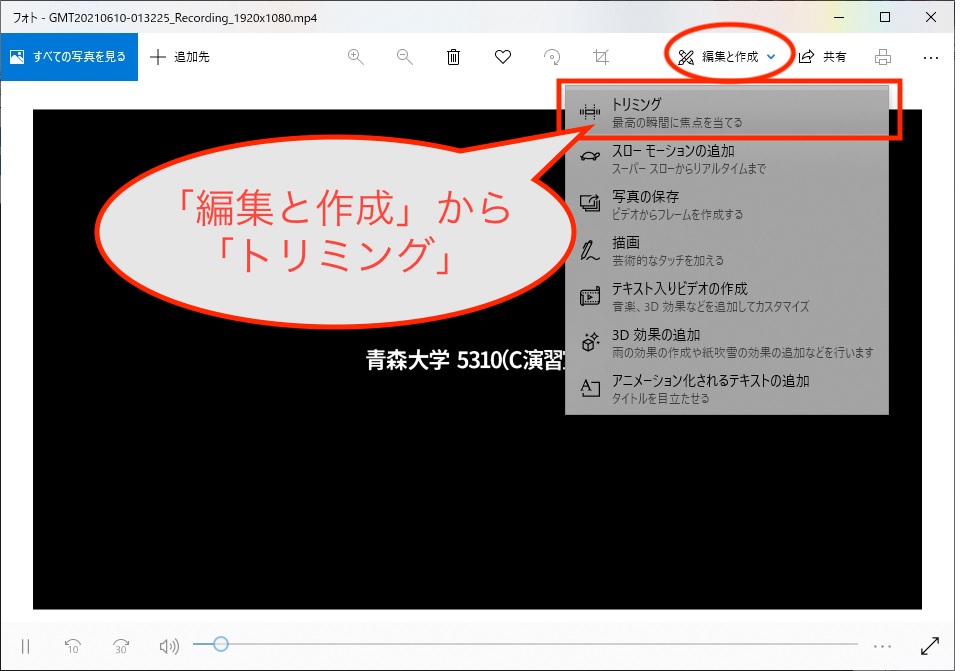 フォト - GMT20210610-013225_Recording_1920x1080.mp4
すべての写真を見る
追加先
編集と作成
共有
トリミング
最高の瞬間に焦点を当てる
スロー モーションの追加
スーパー スローからリアルタイムまで
写真の保存
ビデオからフレームを作成する
描画
芸術的なタッチを加える
テキスト入りビデオの作成
音楽、3D 効果などを追加してカスタマイズ
3D 効果の追加
雨の効果の作成や紙吹雪の効果の追加などを行います
アニメーション化されるテキストの追加
タイトルを目立たせる
「編集と作成」から
「トリミング」
青森大学 5310(C演習
10
30